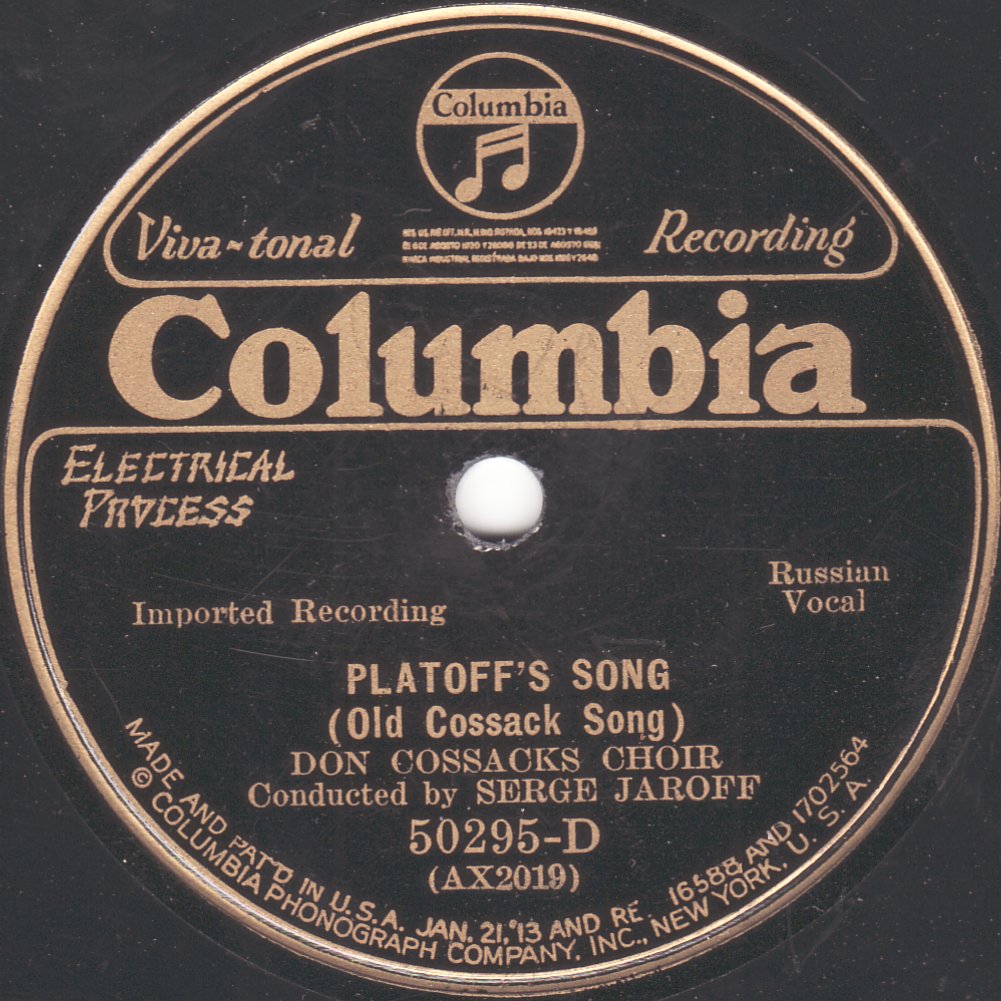 Columbia
Viva-tonal
Recording
Columbia
ELECTRICAL
PROCESS
Russian
Vocal
Imported Recording
PLATOFF'S SONG
(Old Cossack Song)
DON COSSACKS CHOIR
Conducted by SERGE JAROFF
50295-D
(AX2019)
MADE AND PAT'D IN U.S.A. JAN. 21, '13 AND RE 16588 AND 1702564
© COLUMBIA PHONOGRAPH COMPANY, INC., NEW YORK. U. S. A.